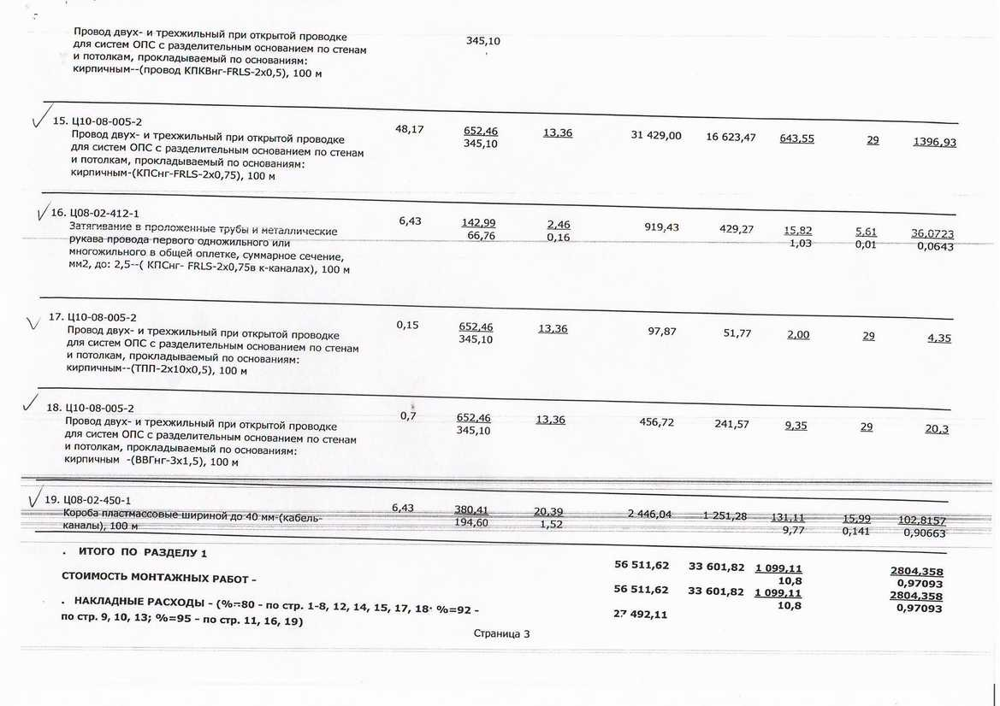 Провод двух- и трехжильный при открытой проводке
для систем ОПС с разделительным основанием по стенам
и потолкам, прокладываемый по основаниям:
кирпичным--(провод КПКВнг-FRLS-2х0,5), 100 м
345,10
15. Ц10-08-005-2
Провод двух- и трехжильный при открытой проводке
для систем ОПС с разделительным основанием по стенам
и потолкам, прокладываемый по основаниям:
кирпичным-(КПСнг-FRLS-2х0,75), 100 м
48,17 652,46 13,36 31 429,00 16 623,47 643,55 29 1396,93
345,10
16. Ц08-02-412-1
Затягивание в проложенные трубы и металлические
рукава провода первого одножильного или
многожильного в общей оплетке, суммарное сечение,
мм2, до: 2,5--( КПСнг- FRLS-2х0,75в к-каналах), 100 м
6,43 142,99 2,46 919,43 429,27 15,82 5,61 36,0723
66,76 0,16 1,03 0,01 0,0643
17. Ц10-08-005-2
Провод двух- и трехжильный при открытой проводке
для систем ОПС с разделительным основанием по стенам
и потолкам, прокладываемый по основаниям:
кирпичным--(ТПП-2х10х0,5), 100 м
0,15 652,46 13,36 97,87 51,77 2,00 29 4,35
345,10
18. Ц10-08-005-2
Провод двух- и трехжильный при открытой проводке
для систем ОПС с разделительным основанием по стенам
и потолкам, прокладываемый по основаниям:
кирпичным -(ВВГнг-3х1,5), 100 м
0,7 652,46 13,36 456,72 241,57 9,35 29 20,3
345,10
19. Ц08-02-450-1
Короба пластмассовые шириной до 40 мм-(кабель-
каналы), 100 м
6,43 380,41 20,39 2 446,04 1 251,28 131,11 15,99 102,8157
194,60 1,52 9,77 0,141 0,90663
. ИТОГО ПО РАЗДЕЛУ 1
56 511,62 33 601,82 1 099,11 2804,358
10,8 0,97093
СТОИМОСТЬ МОНТАЖНЫХ РАБОТ -
56 511,62 33 601,82 1 099,11 2804,358
10,8 0,97093
. НАКЛАДНЫЕ РАСХОДЫ - (%=80 - по стр. 1-8, 12, 14, 15, 17, 18· %=92 -
по стр. 9, 10, 13; %=95 - по стр. 11, 16, 19)
27 492,11
Страница 3